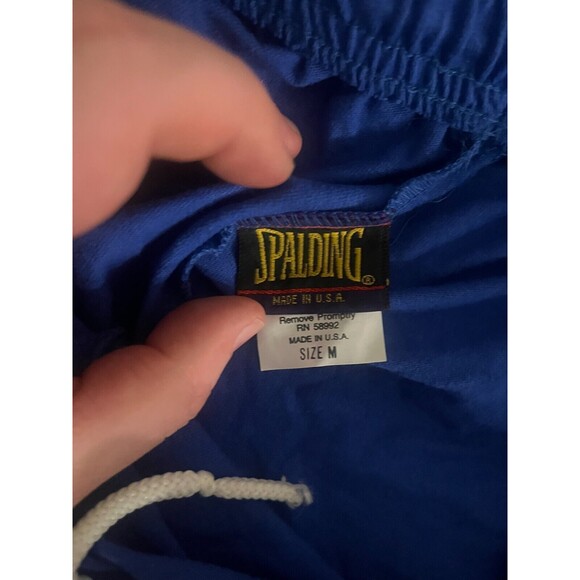 SPALDING®
MADE IN U.S.A.
Remove Promptly
RN 58992
MADE IN U.S.A.
SIZE M